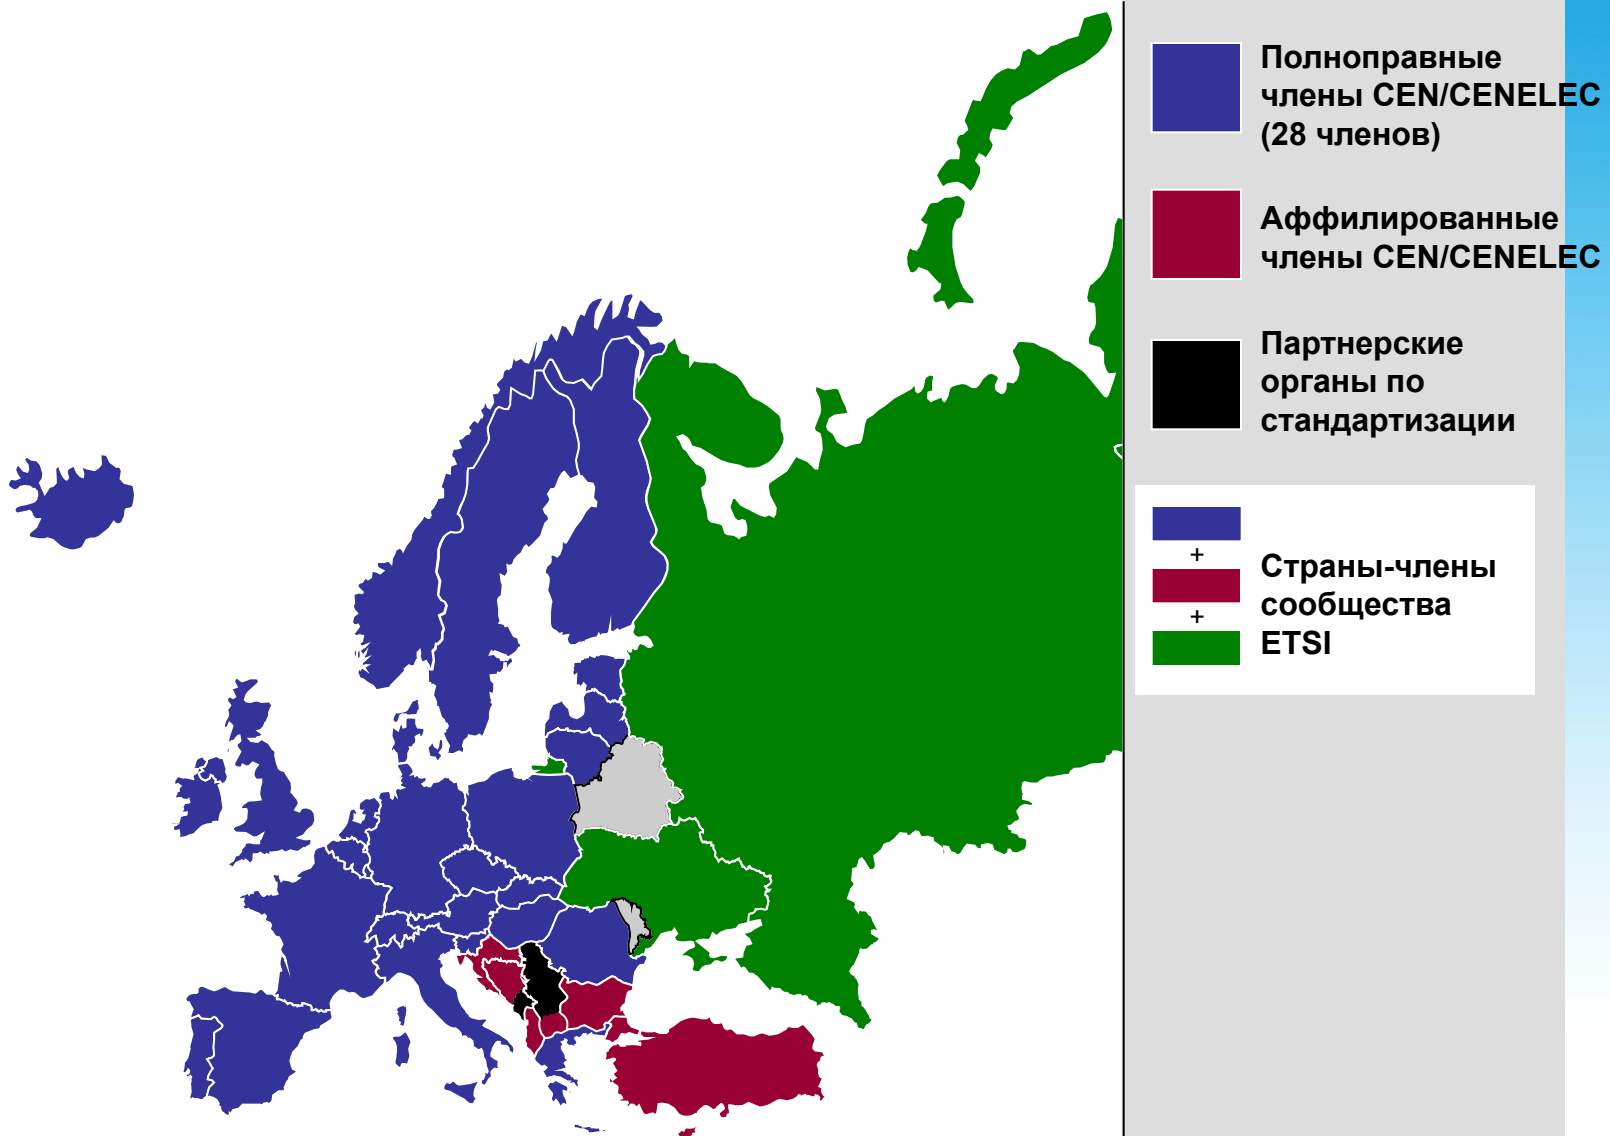 Полноправные
члены CEN/CENELEC
(28 членов)
Аффилированные
члены CEN/CENELEC
Партнерские
органы по
стандартизации
+
Страны-члены
сообщества
+
ETSI